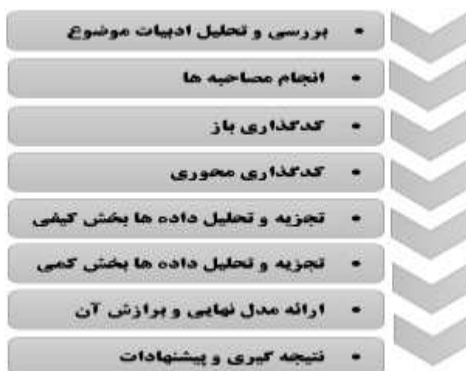 • بررسی و تحلیل ادبیات موضوع
• انجام مصاحبه ها
• کدگذاری باز
• کدگذاری محوری
• تجزیه و تحلیل داده ها بخش کیفی
• تجزیه و تحلیل داده ها بخش کمی
• ارائه مدل نهایی و برازش آن
• نتیجه گیری و پیشنهادات